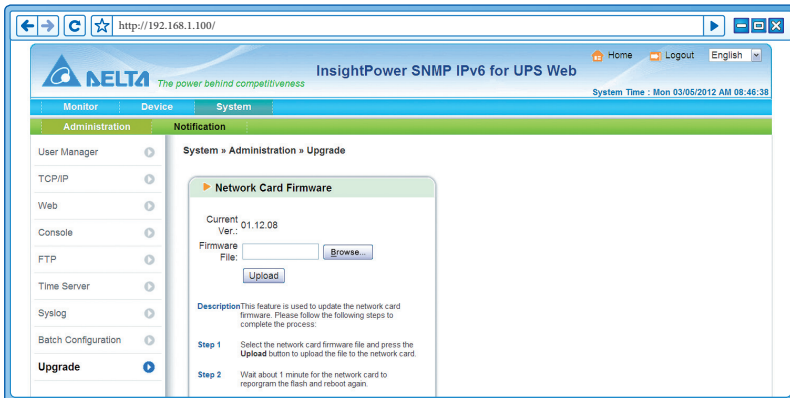 http://192.168.1.100/
DELTA The power behind competitiveness
InsightPower SNMP IPv6 for UPS Web
Home Logout English
System Time : Mon 03/05/2012 AM 08:46:38
Monitor Device System
Administration Notification
User Manager
TCP/IP
Web
Console
FTP
Time Server
Syslog
Batch Configuration
Upgrade
System » Administration » Upgrade
Network Card Firmware
Current
Ver.: 01.12.08
Firmware
File: Browse...
Upload
Description This feature is used to update the network card
firmware. Please follow the following steps to
complete the process:
Step 1 Select the network card firmware file and press the
Upload button to upload the file to the network card.
Step 2 Wait about 1 minute for the network card to
reporgram the flash and reboot again.